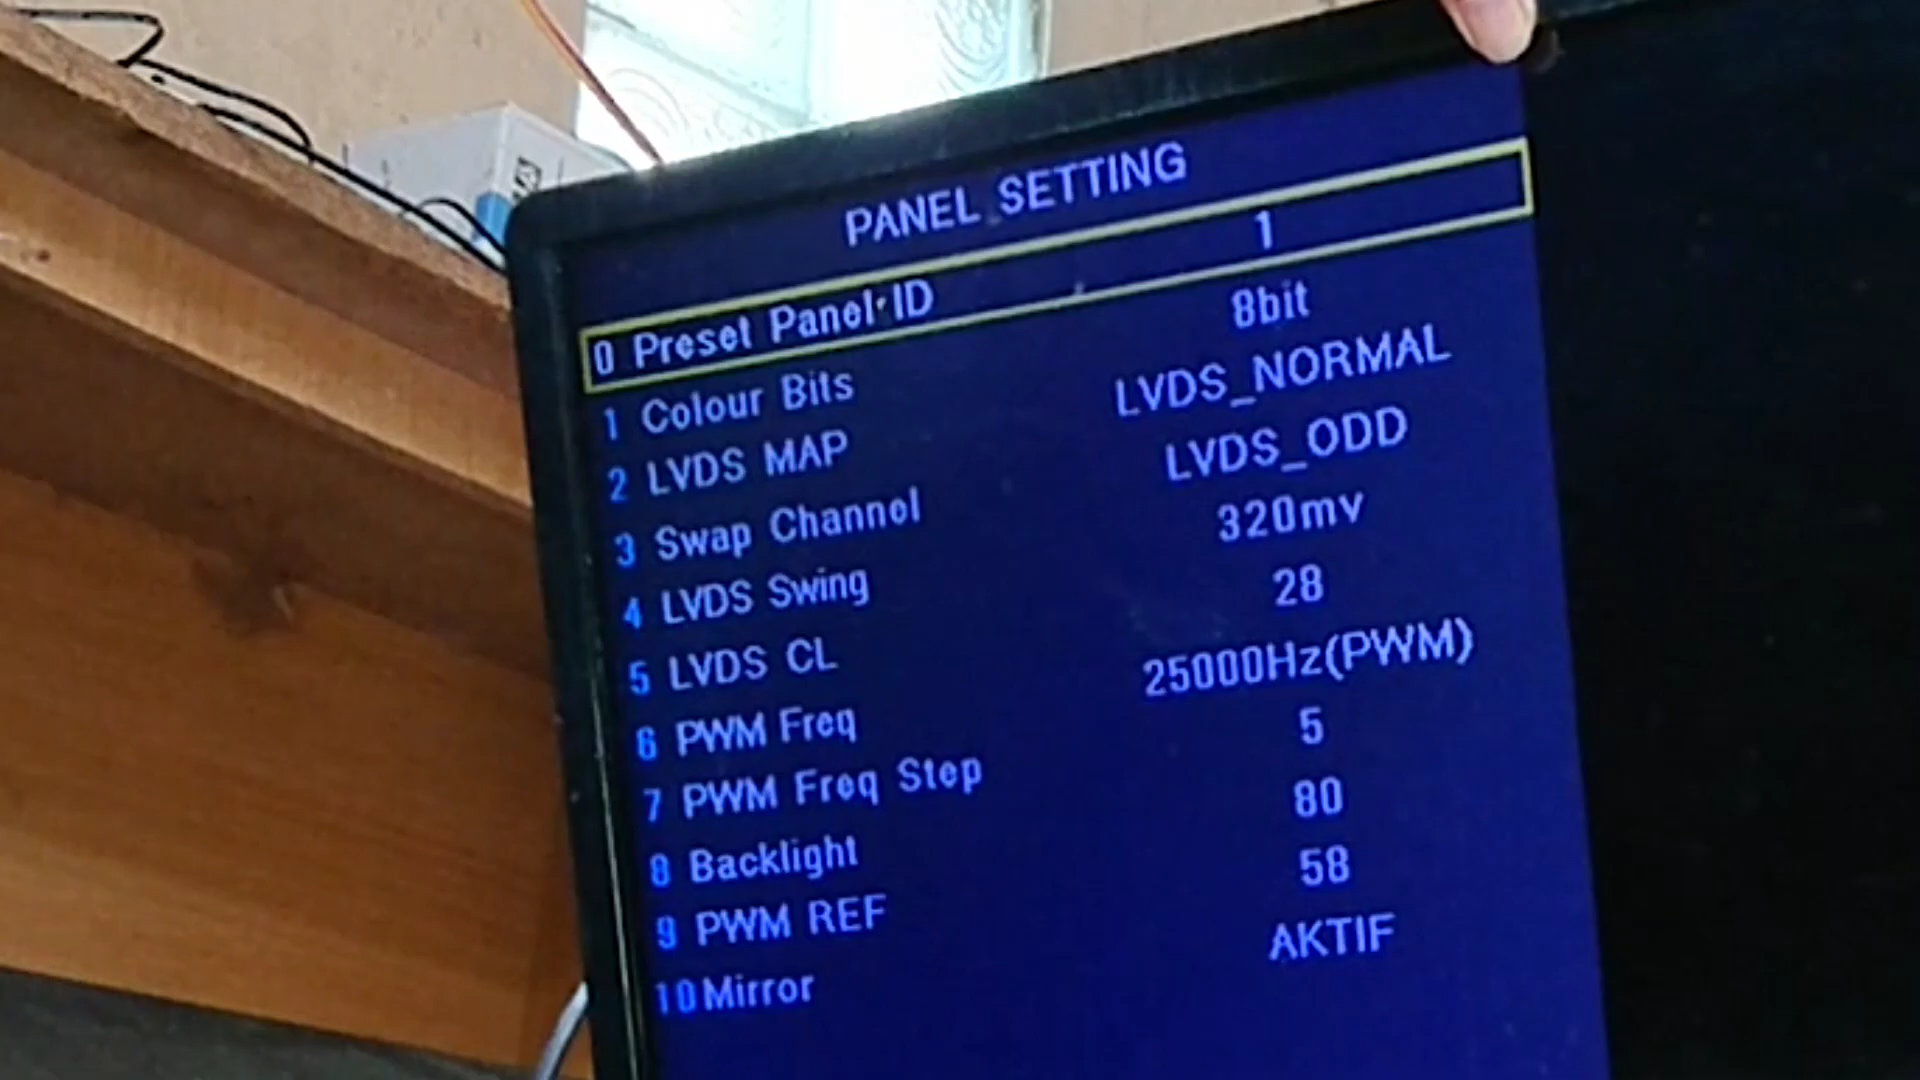 PANEL SETTING
0 Preset Panel ID 1
1 Colour Bits 8bit
2 LVDS MAP LVDS_NORMAL
3 Swap Channel LVDS_ODD
4 LVDS Swing 320mv
5 LVDS CL 28
6 PWM Freq 25000Hz(PWM)
7 PWM Freq Step 5
8 Backlight 80
9 PWM REF 58
10 Mirror AKTIF